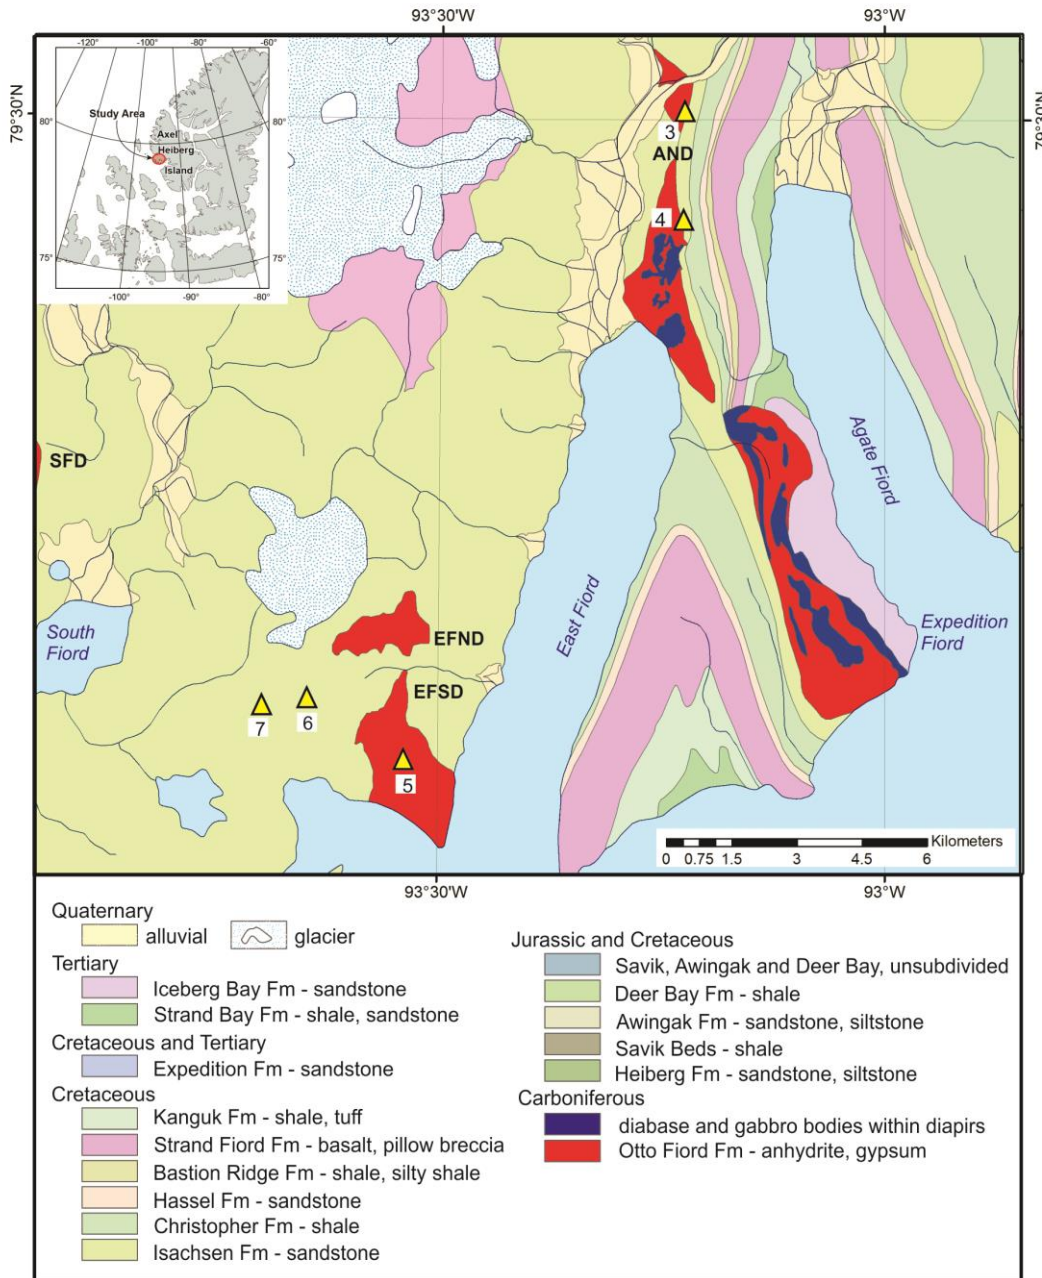 93°30'W
93°W
79°30'N
79°30'N
-120°
-100°
-90°
-80°
-60°
Study Area
80°
80°
Axel
Heiberg
Island
75°
75°
-100°
-90°
-80°
3
AND
4
SFD
Agate Fiord
East Fiord
South
Fiord
EFND
Expedition
Fiord
EFSD
7
6
5
Kilometers
0 0.75 1.5 3 4.5 6
93°30'W
93°W
Quaternary
alluvial
glacier
Tertiary
Iceberg Bay Fm - sandstone
Strand Bay Fm - shale, sandstone
Cretaceous and Tertiary
Expedition Fm - sandstone
Cretaceous
Kanguk Fm - shale, tuff
Strand Fiord Fm - basalt, pillow breccia
Bastion Ridge Fm - shale, silty shale
Hassel Fm - sandstone
Christopher Fm - shale
Isachsen Fm - sandstone
Jurassic and Cretaceous
Savik, Awingak and Deer Bay, unsubdivided
Deer Bay Fm - shale
Awingak Fm - sandstone, siltstone
Savik Beds - shale
Heiberg Fm - sandstone, siltstone
Carboniferous
diabase and gabbro bodies within diapirs
Otto Fiord Fm - anhydrite, gypsum